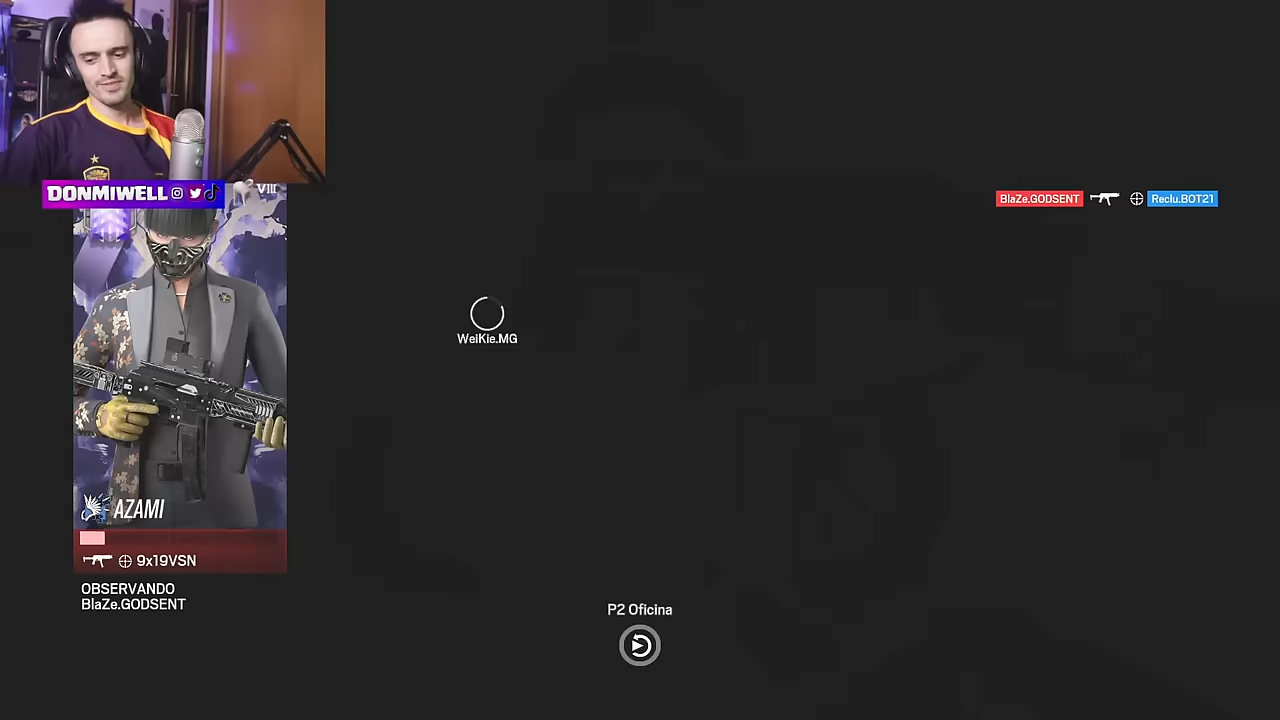 DONMIWELL
VIII
BlaZe.GODSENT
Reclu.BOT21
WeiKie.MG
AZAMI
9x19VSN
OBSERVANDO
BlaZe.GODSENT
P2 Oficina